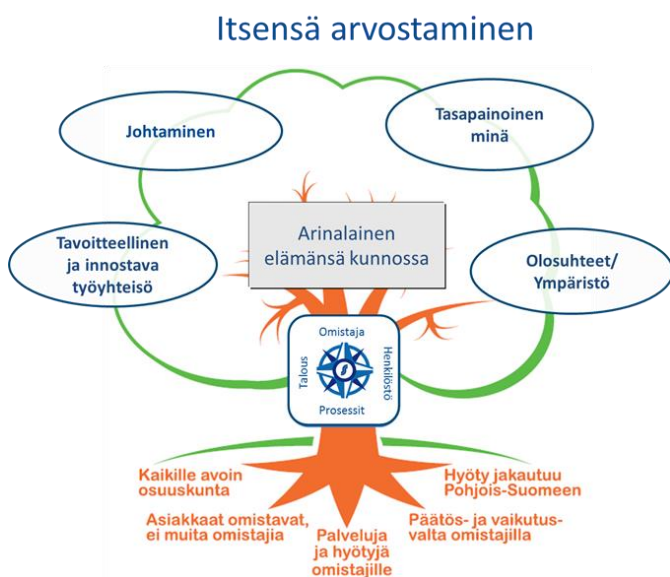 Itsensä arvostaminen
Johtaminen
Tasapainoinen
minä
Tavoitteellinen
ja innostava
työyhteisö
Arinalainen
elämänsä kunnossa
Olosuhteet/
Ympäristö
Omistaja
Talous
Henkilöstö
Prosessit
Kaikille avoin
osuuskunta
Hyöty jakautuu
Pohjois-Suomeen
Asiakkaat omistavat,
ei muita omistajia
Palveluja
ja hyötyjä
omistajille
Päätös- ja vaikutus-
valta omistajilla